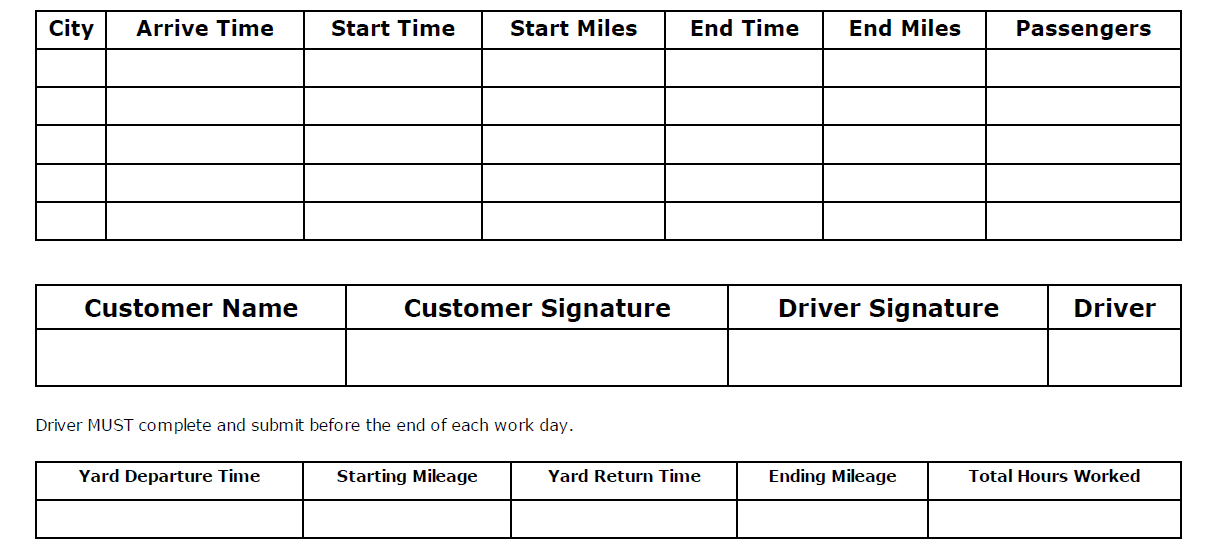 City Arrive Time Start Time Start Miles End Time End Miles Passengers
Customer Name Customer Signature Driver Signature Driver
Driver MUST complete and submit before the end of each work day.
Yard Departure Time Starting Mileage Yard Return Time Ending Mileage Total Hours Worked